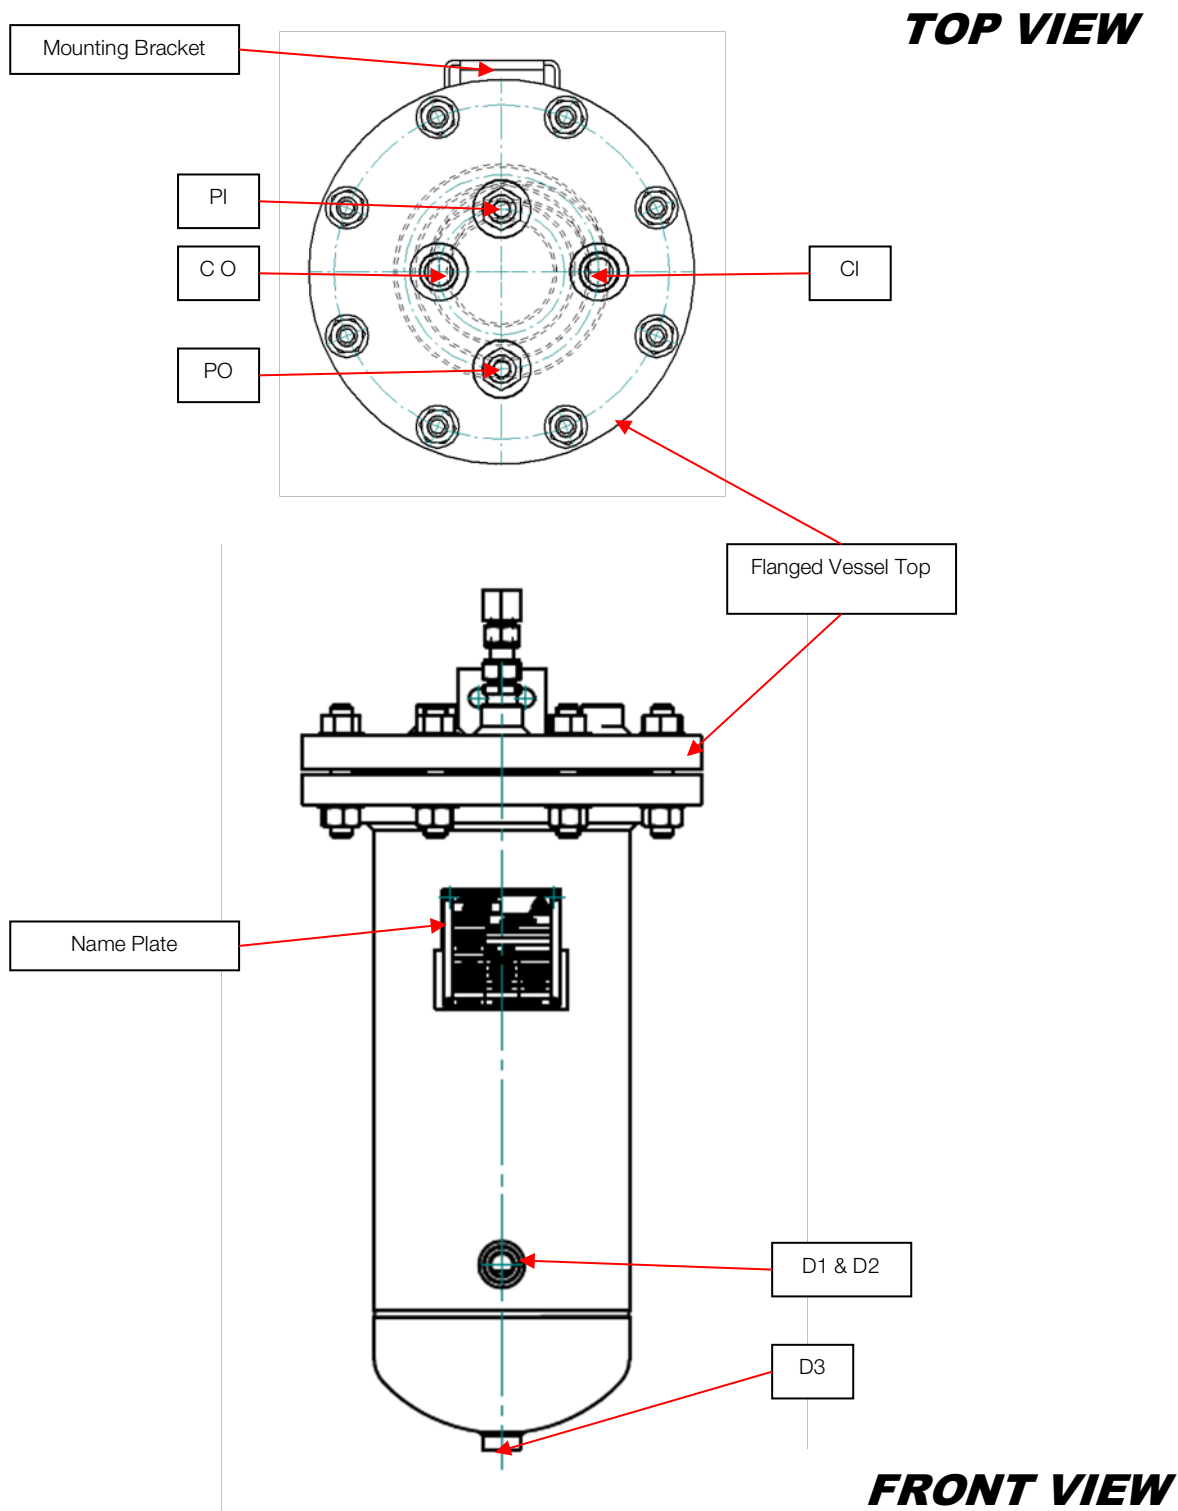 TOP VIEW
Mounting Bracket
PI
C O
CI
PO
Flanged Vessel Top
Name Plate
D1 & D2
D3
FRONT VIEW